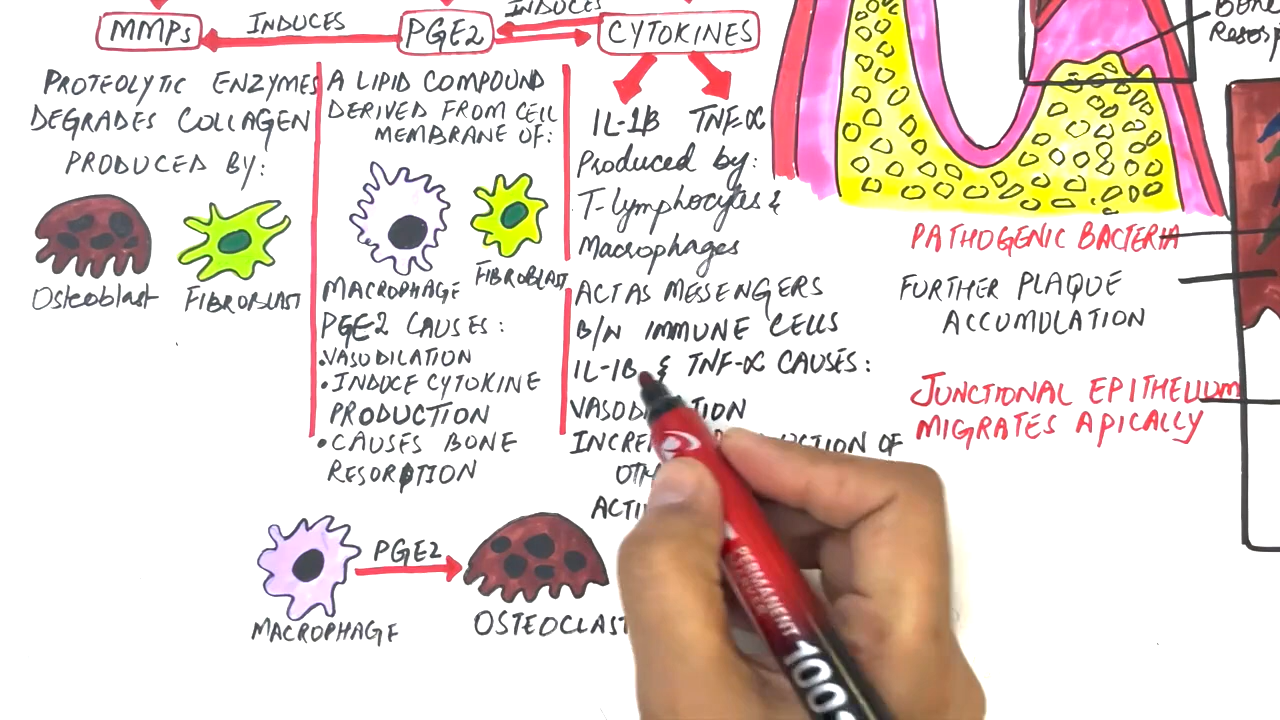 INDUCES
INDUCES
MMPs
PGE2
CYTOKINES
PROTEOLYTIC ENZYMES
DEGRADES COLLAGEN
PRODUCED BY:
Osteoblast
FIBROBLAST
A LIPID COMPOUND
DERIVED FROM CELL
MEMBRANE OF:
MACROPHAGE
FIBROBLAST
PGE2 CAUSES:
•VASODILATION
•INDUCE CYTOKINE
PRODUCTION
•CAUSES BONE
RESORPTION
MACROPHAGE
PGE2
OSTEOCLAST
IL-1B TNF-α
Produced by:
T-lymphocytes &
Macrophages
ACT AS MESENGERS
B/N IMMUNE CELLS
IL-1B & TNF-α CAUSES:
OF
Bone
PATHOGENIC BACTERIA
FURTHER PLAQUE
ACCUMULATION
JUNCTIONAL EPITHELIUM
MIGRATES APICALLY
PERMANENT